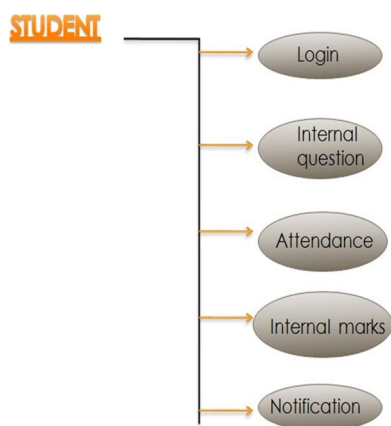 STUDENT
Login
Internal
question
Attendance
Internal marks
Notification